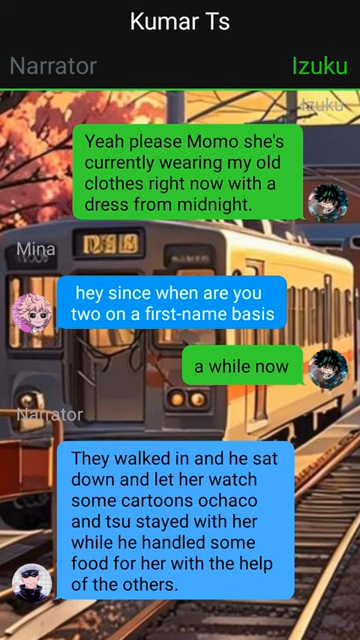 Kumar Ts
Narrator
Izuku
Izuku
Yeah please Momo she's
currently wearing my old
clothes right now with a
dress from midnight.
Mina
hey since when are you
two on a first-name basis
a while now
Narrator
They walked in and he sat
down and let her watch
some cartoons ochaco
and tsu stayed with her
while he handled some
food for her with the help
of the others.